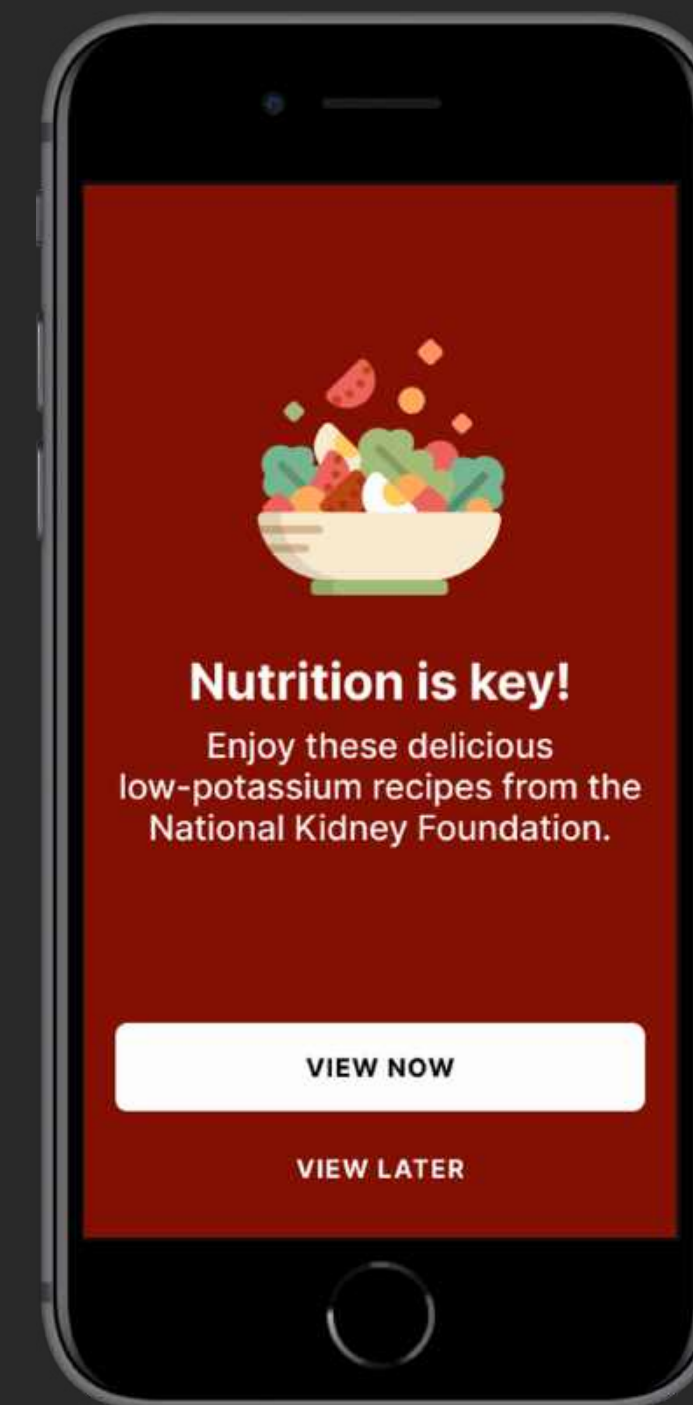 Nutrition is key!
Enjoy these delicious
low-potassium recipes from the
National Kidney Foundation.
VIEW NOW
VIEW LATER